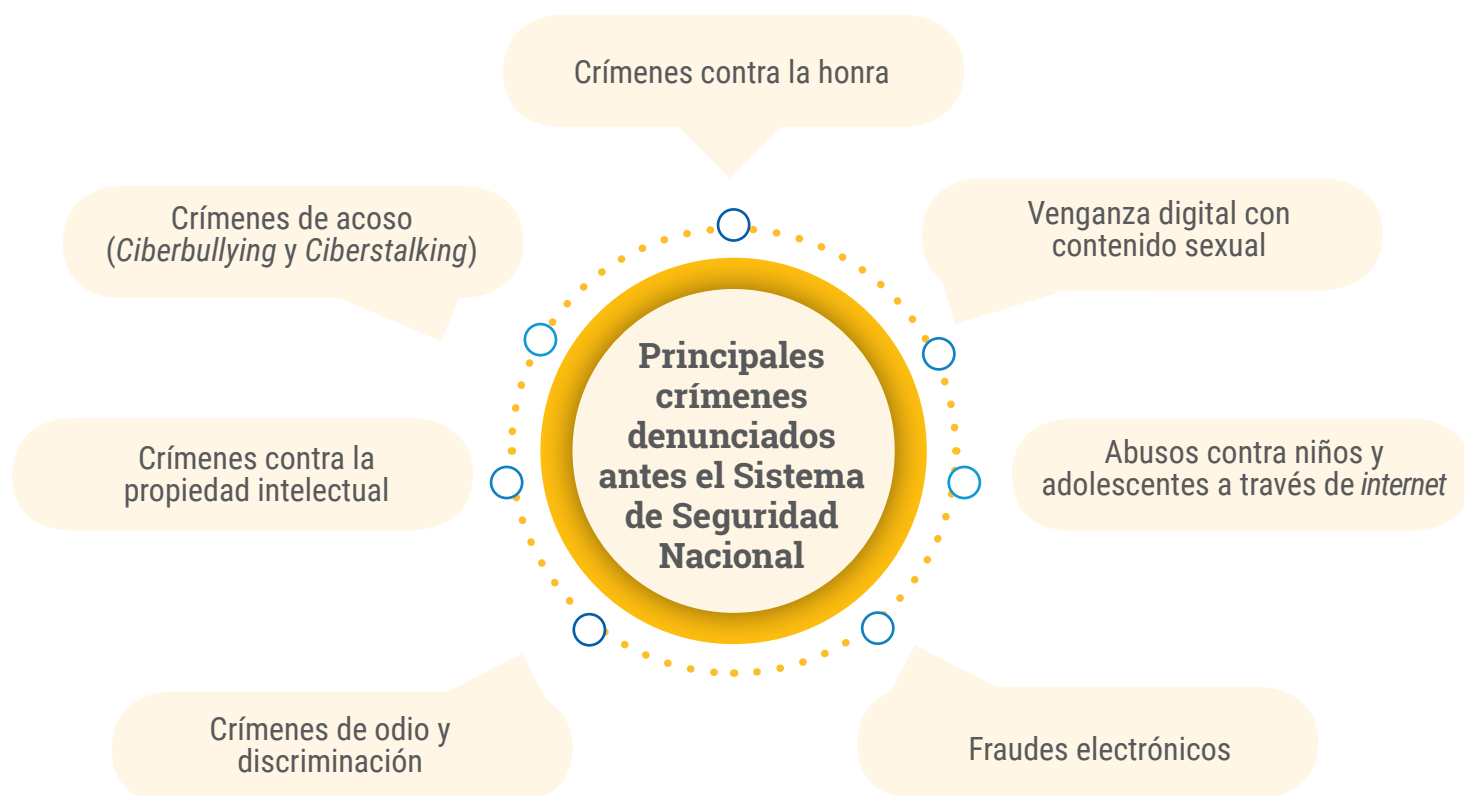 Crímenes contra la honra
Crímenes de acoso
(Ciberbullying y Ciberstalking)
Venganza digital con
contenido sexual
Principales
crímenes
denunciados
antes el Sistema
de Seguridad
Nacional
Crímenes contra la
propiedad intelectual
Abusos contra niños y
adolescentes a través de internet
Crímenes de odio y
discriminación
Fraudes electrónicos